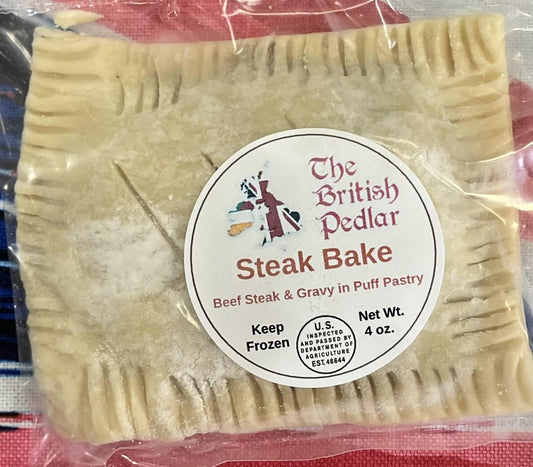 The
British
Pedlar
Steak Bake
Beef Steak & Gravy in Puff Pastry
Keep
Frozen
U.S.
INSPECTED
AND PASSED BY
DEPARTMENT OF
AGRICULTURE
EST.46644
Net Wt.
4 oz.